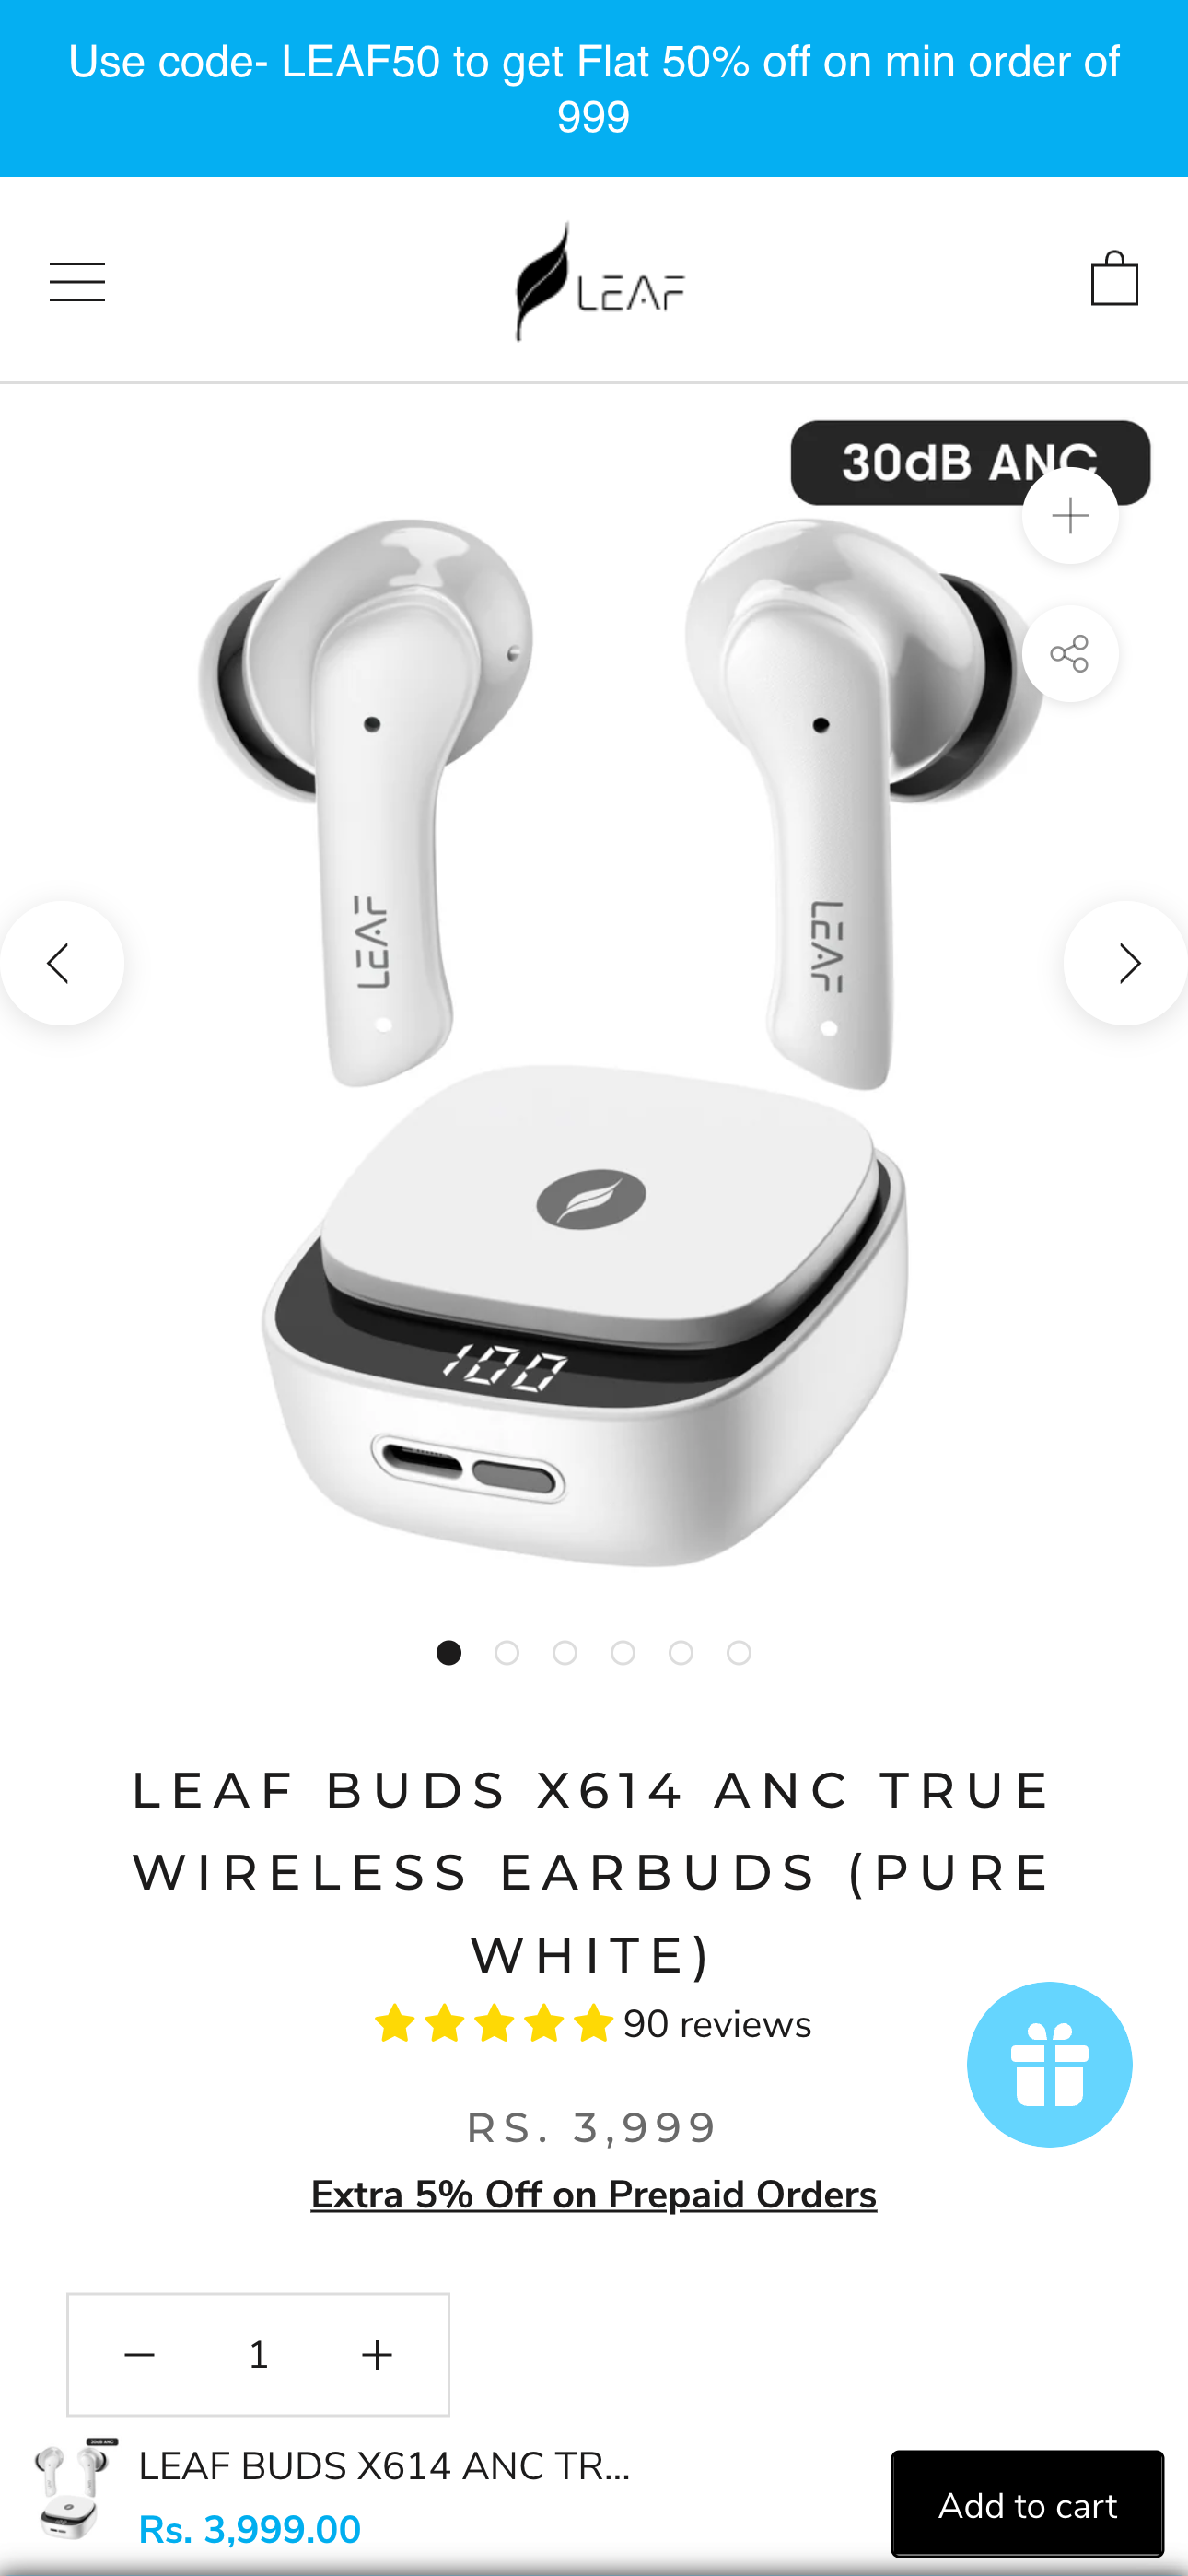 Use code- LEAF50 to get Flat 50% off on min order of
999
LEAF
30dB ANC
LEAF
LEAF
100
LEAF BUDS X614 ANC TRUE
WIRELESS EARBUDS (PURE
WHITE)
90 reviews
RS. 3,999
Extra 5% Off on Prepaid Orders
1
LEAF BUDS X614 ANC TR...
Rs. 3,999.00
Add to cart